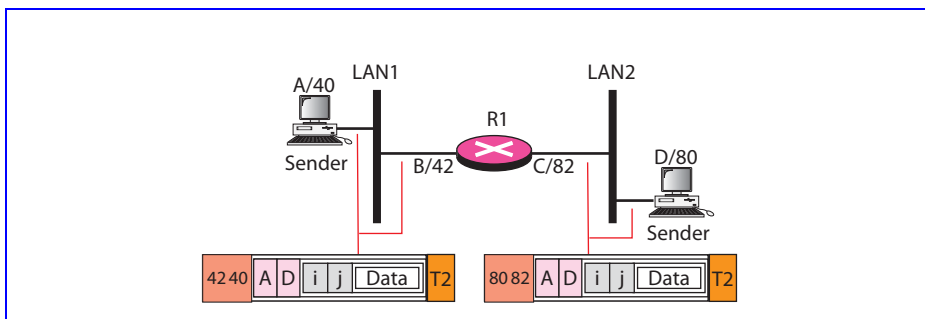 LAN1
LAN2
A/40
R1
Sender
B/42
C/82
D/80
Sender
42 40 A D i j Data T2
80 82 A D i j Data T2